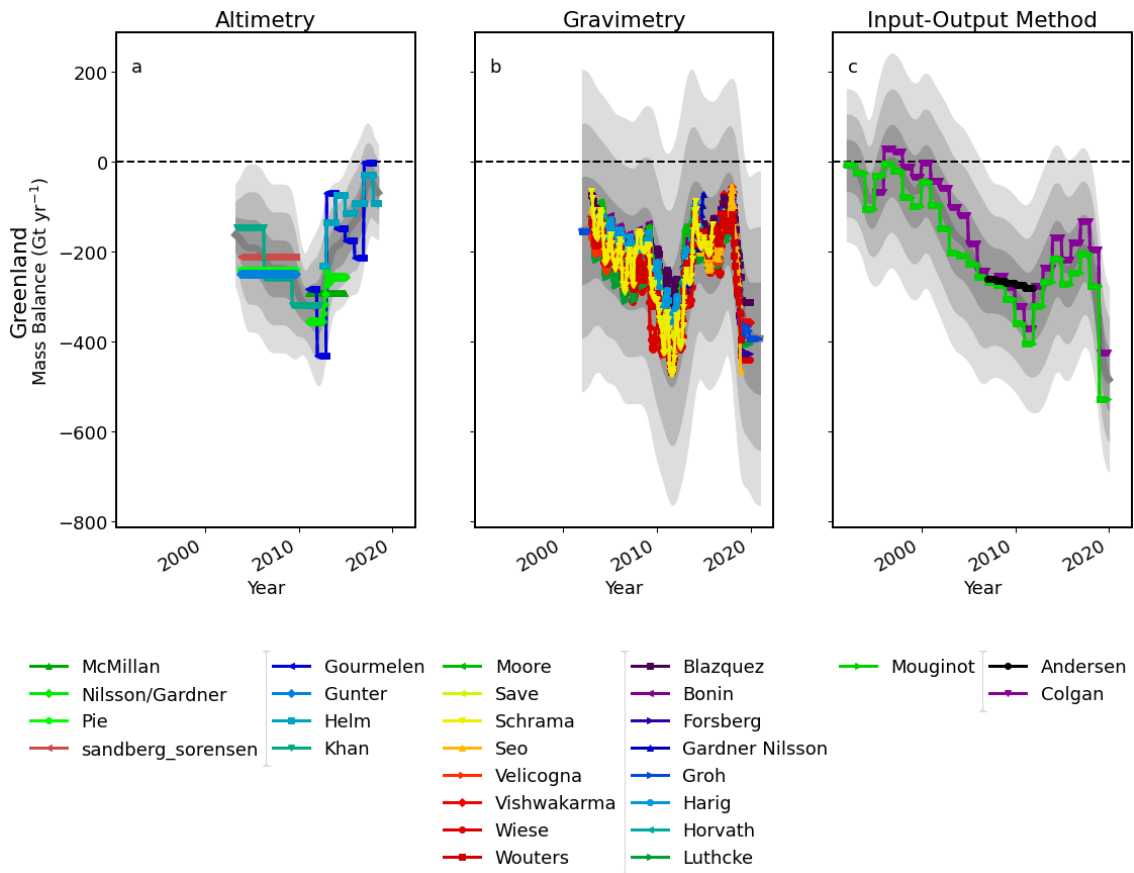 Altimetry
Gravimetry
Input-Output Method
a
b
c
200
0
−200
−400
−600
−800
Greenland
Mass Balance (Gt yr⁻¹)
2000
2010
2020
2000
2010
2020
2000
2010
2020
Year
Year
Year
McMillan
Nilsson/Gardner
Pie
sandberg_sorensen
Gourmelen
Gunter
Helm
Khan
Moore
Save
Schrama
Seo
Velicogna
Vishwakarma
Wiese
Wouters
Blazquez
Bonin
Forsberg
Gardner Nilsson
Groh
Harig
Horvath
Luthcke
Mouginot
Andersen
Colgan